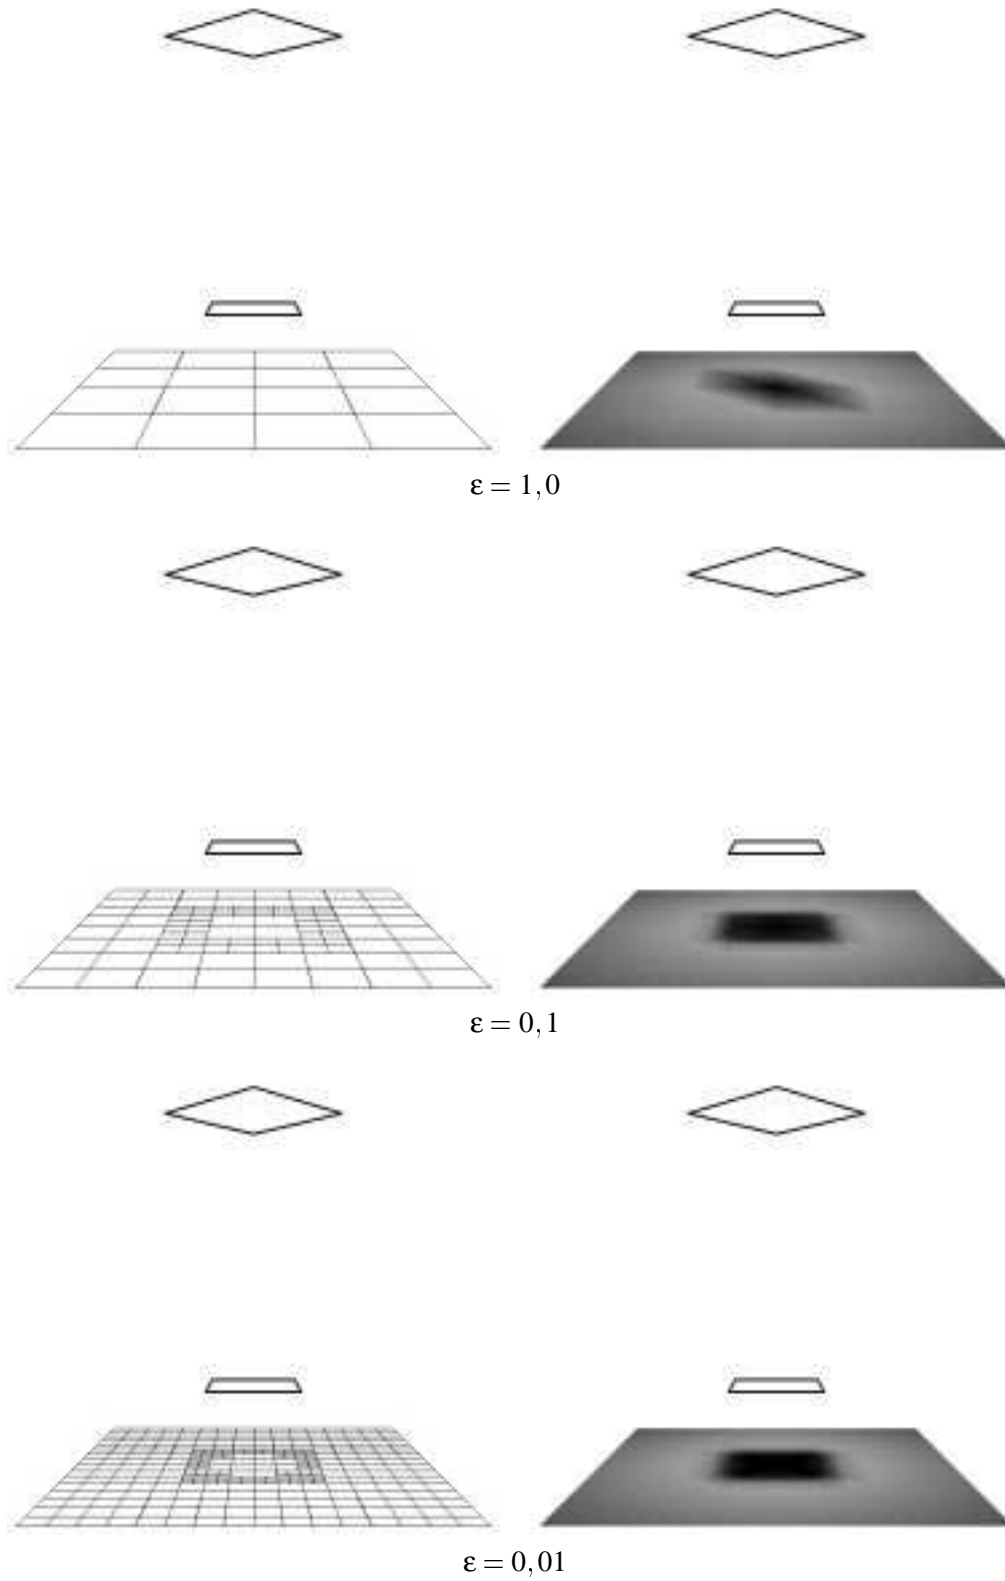 ε = 1,0
ε = 0,1
ε = 0,01